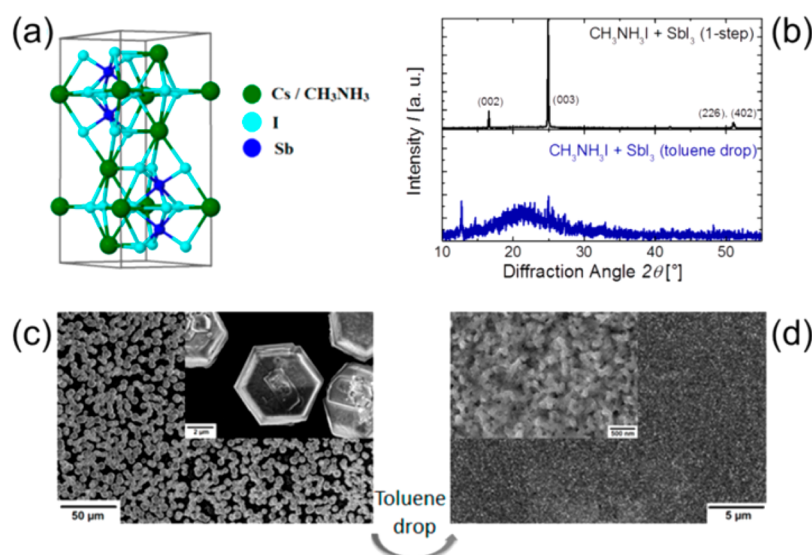 (a)
Cs / CH₃NH₃
I
Sb
(b)
CH₃NH₃I + SbI₃ (1-step)
(002)
(003)
(226), (402)
CH₃NH₃I + SbI₃ (toluene drop)
Intensity I [a. u.]
10 20 30 40 50
Diffraction Angle 2θ [°]
(c)
2 µm
50 µm
Toluene
drop
(d)
500 nm
5 µm